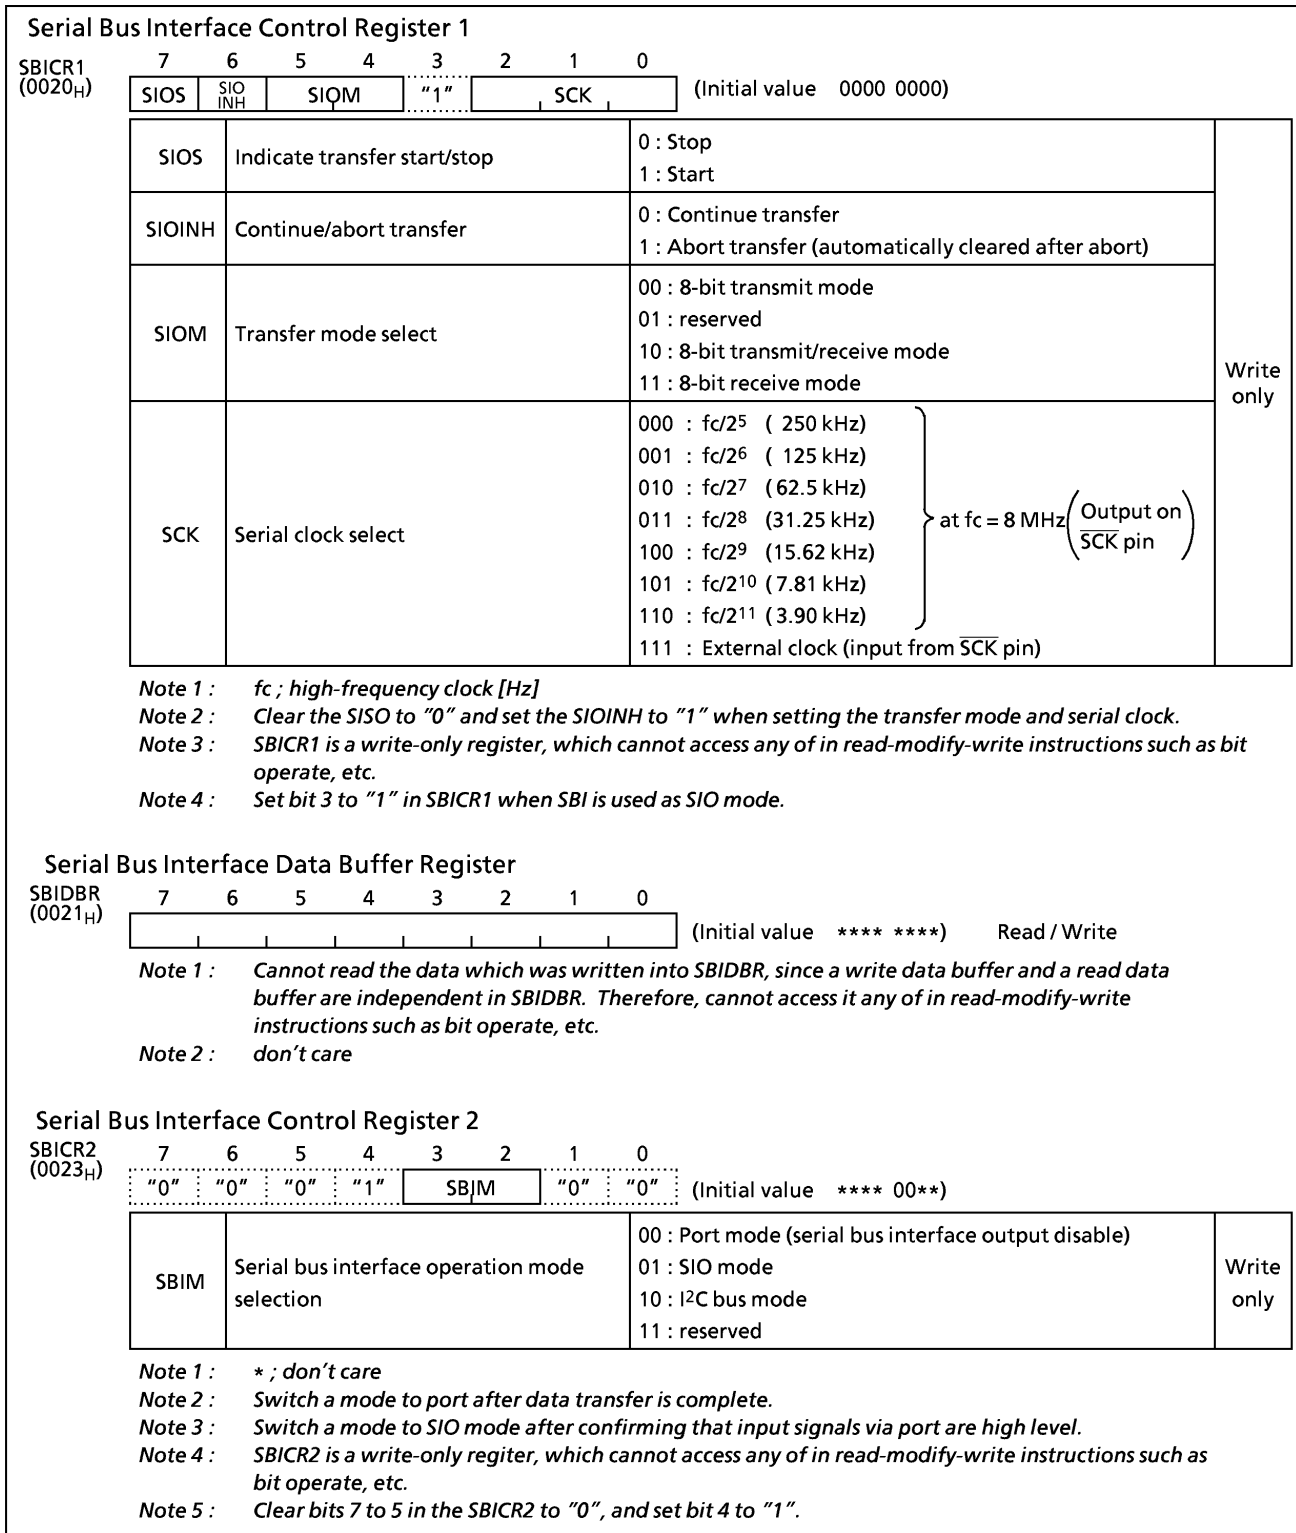 Serial Bus Interface Control Register 1
SBICR1
(0020H)
7 6 5 4 3 2 1 0
SIOS SIO INH SIOM “1” SCK (Initial value 0000 0000)
SIOS Indicate transfer start/stop
0 : Stop
1 : Start
SIOINH Continue/abort transfer
0 : Continue transfer
1 : Abort transfer (automatically cleared after abort)
SIOM Transfer mode select
00 : 8-bit transmit mode
01 : reserved
10 : 8-bit transmit/receive mode
11 : 8-bit receive mode
Write
only
SCK Serial clock select
000 : fc/2⁵ ( 250 kHz)
001 : fc/2⁶ ( 125 kHz)
010 : fc/2⁷ (62.5 kHz)
011 : fc/2⁸ (31.25 kHz)
100 : fc/2⁹ (15.62 kHz)
101 : fc/2¹⁰ (7.81 kHz)
110 : fc/2¹¹ (3.90 kHz)
at fc = 8 MHz (Output on S̅C̅K̅ pin)
111 : External clock (input from S̅C̅K̅ pin)
Note 1 : fc ; high-frequency clock [Hz]
Note 2 : Clear the SISO to ”0” and set the SIOINH to ”1” when setting the transfer mode and serial clock.
Note 3 : SBICR1 is a write-only register, which cannot access any of in read-modify-write instructions such as bit
operate, etc.
Note 4 : Set bit 3 to ”1” in SBICR1 when SBI is used as SIO mode.
Serial Bus Interface Data Buffer Register
SBIDBR
(0021H)
7 6 5 4 3 2 1 0
(Initial value **** ****) Read / Write
Note 1 : Cannot read the data which was written into SBIDBR, since a write data buffer and a read data
buffer are independent in SBIDBR. Therefore, cannot access it any of in read-modify-write
instructions such as bit operate, etc.
Note 2 : don’t care
Serial Bus Interface Control Register 2
SBICR2
(0023H)
7 6 5 4 3 2 1 0
“0” “0” “0” “1” SBIM “0” “0” (Initial value **** 00**)
SBIM Serial bus interface operation mode
selection
00 : Port mode (serial bus interface output disable)
01 : SIO mode
10 : I²C bus mode
11 : reserved
Write
only
Note 1 : * ; don’t care
Note 2 : Switch a mode to port after data transfer is complete.
Note 3 : Switch a mode to SIO mode after confirming that input signals via port are high level.
Note 4 : SBICR2 is a write-only regiter, which cannot access any of in read-modify-write instructions such as
bit operate, etc.
Note 5 : Clear bits 7 to 5 in the SBICR2 to ”0”, and set bit 4 to ”1”.